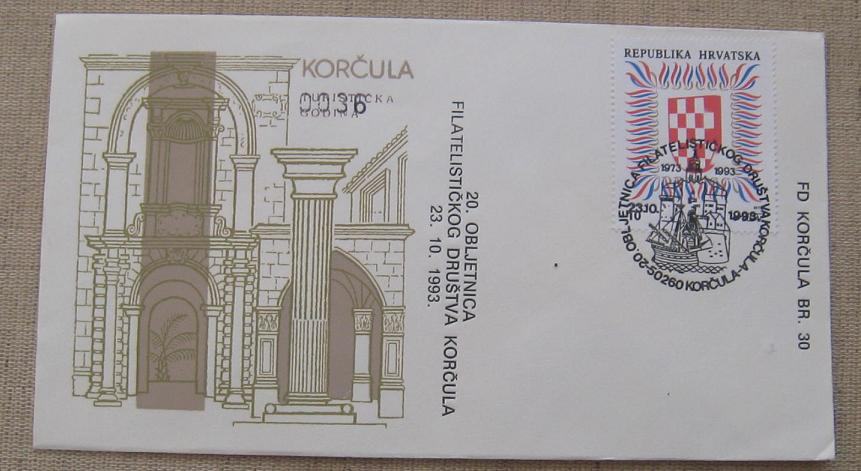 KORČULA
0036
TURISTIČKA
GODINA
20. OBLJETNICA
FILATELISTIČKOG DRUŠTVA KORČULA
23. 10. 1993.
REPUBLIKA HRVATSKA
20 OBLJETNICA FILATELISTIČKOG DRUŠTVA KORČULA
1973 1993
23.10. 1993.
50260 KORČULA
FD KORČULA BR. 30